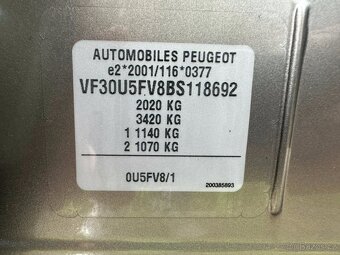 AUTOMOBILES PEUGEOT
e2*2001/116*0377
VF30U5FV8BS118692
2020 KG
3420 KG
1 1140 KG
2 1070 KG
0U5FV8/1
200385893